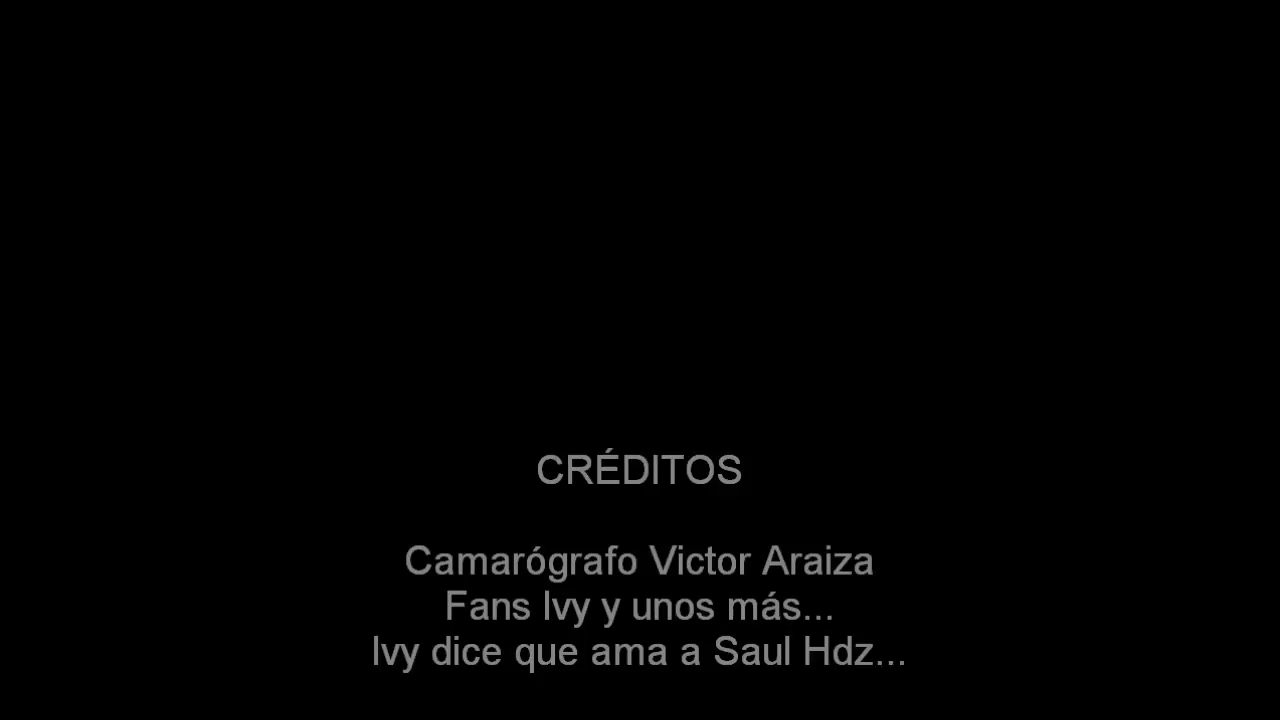 CRÉDITOS
Camarógrafo Victor Araiza
Fans Ivy y unos más...
Ivy dice que ama a Saul Hdz...